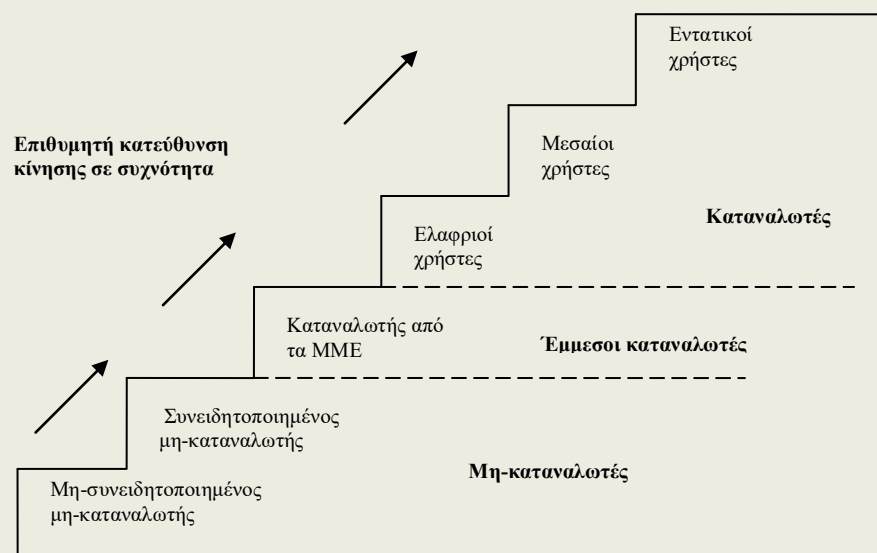 Εντατικοί
χρήστες
Επιθυμητή κατεύθυνση
κίνησης σε συχνότητα
Μεσαίοι
χρήστες
Καταναλωτές
Ελαφριοί
χρήστες
Καταναλωτής από
τα ΜΜΕ
Έμμεσοι καταναλωτές
Συνειδητοποιημένος
μη-καταναλωτής
Μη-καταναλωτές
Μη-συνειδητοποιημένος
μη-καταναλωτής